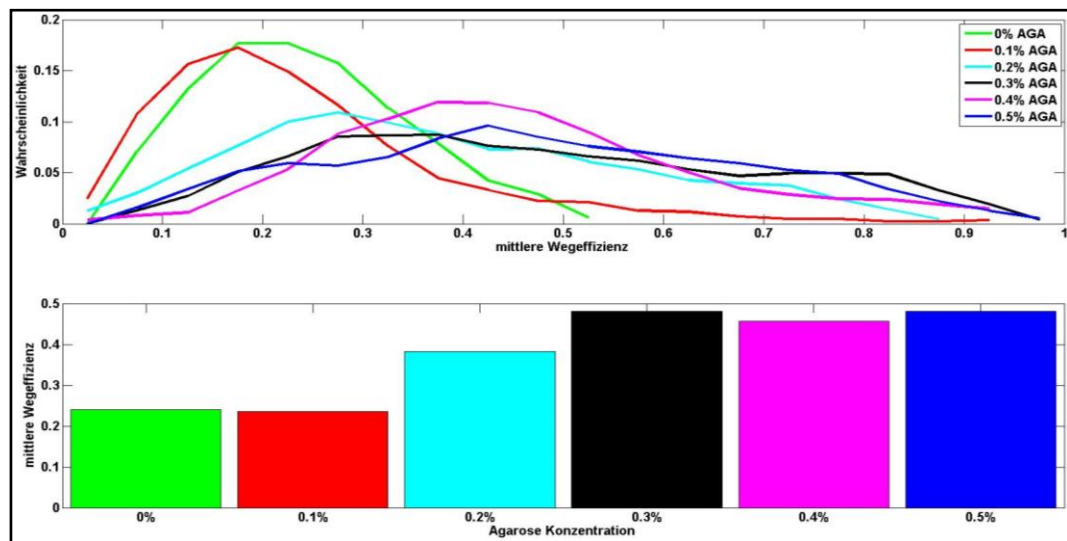 0.2
0.15
0.1
0.05
0
Wahrscheinlichkeit
0% AGA
0.1% AGA
0.2% AGA
0.3% AGA
0.4% AGA
0.5% AGA
0 0.1 0.2 0.3 0.4 0.5 0.6 0.7 0.8 0.9 1
mittlere Wegeffizienz
0.5
0.4
0.3
0.2
0.1
0
mittlere Wegeffizienz
0% 0.1% 0.2% 0.3% 0.4% 0.5%
Agarose Konzentration